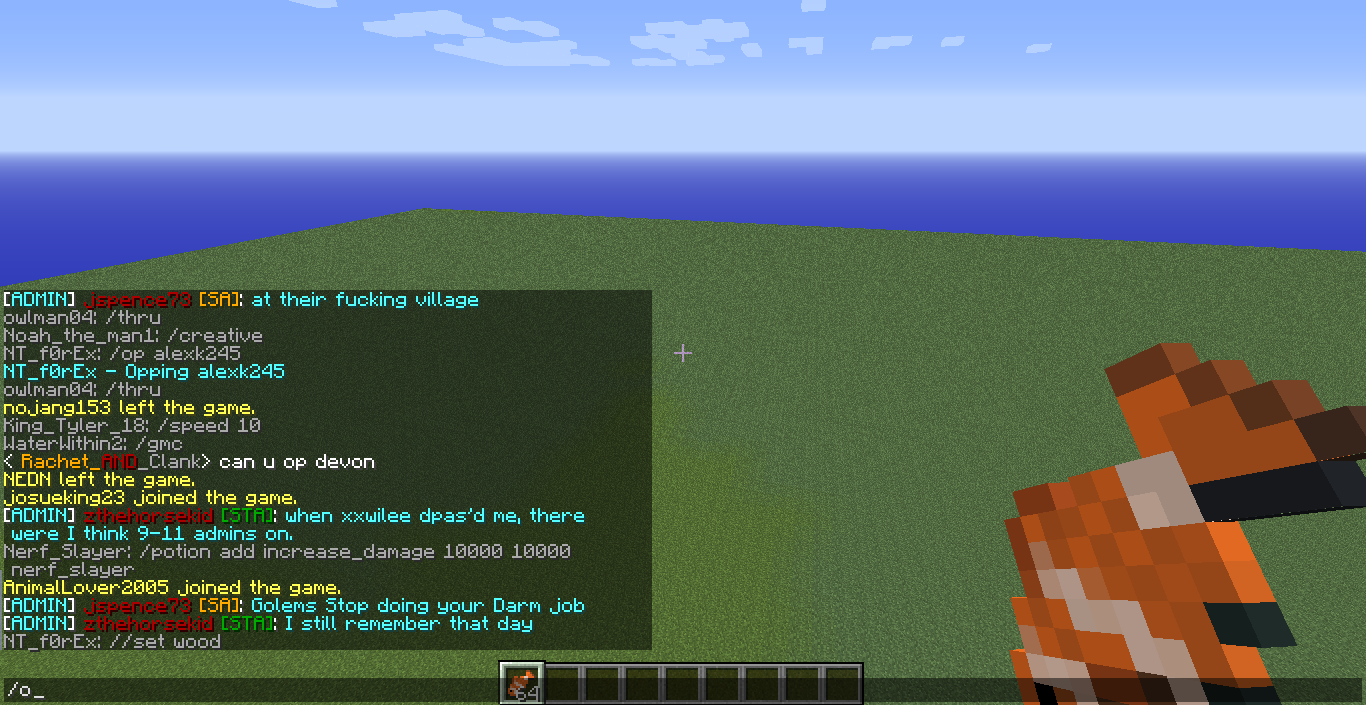 [ADMIN] jspence73 [SA]: at their fucking village
owlman04: /thru
Noah_the_man1: /creative
NT_f0rEx: /op alexk245
NT_f0rEx - Opping alexk245
owlman04: /thru
nojang153 left the game.
King_Tyler_18: /speed 10
WaterWithin2: /gmc
< Rachet_AND_Clank> can u op devon
NEDN left the game.
josueking23 joined the game.
[ADMIN] zthehorsekid [STA]: when xxwilee dpas'd me, there
were I think 9-11 admins on.
Nerf_Slayer: /potion add increase_damage 10000 10000
nerf_slayer
AnimalLover2005 joined the game.
[ADMIN] jspence73 [SA]: Golems Stop doing your Darm job
[ADMIN] zthehorsekid [STA]: I still remember that day
NT_f0rEx: //set wood
/o_
64